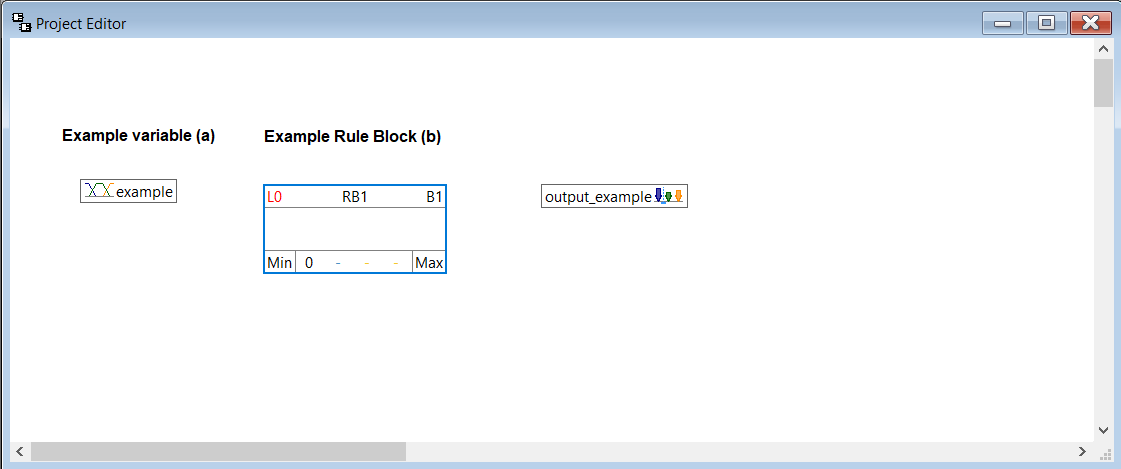 Project Editor
Example variable (a)
Example Rule Block (b)
example
L0 RB1 B1
output_example
Min 0 - - - Max